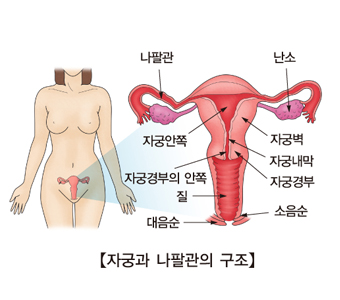 나팔관
난소
자궁안쪽
자궁벽
자궁내막
자궁경부의 안쪽
자궁경부
질
대음순
소음순
【자궁과 나팔관의 구조】